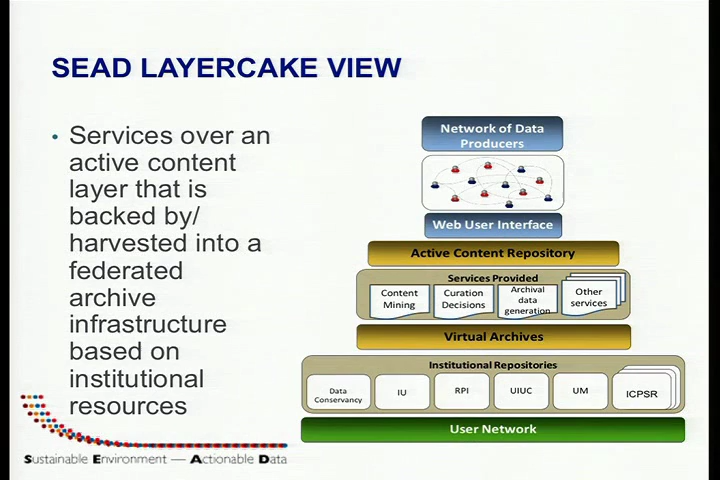 SEAD LAYERCAKE VIEW
• Services over an
active content
layer that is
backed by/
harvested into a
federated
archive
infrastructure
based on
institutional
resources
Network of Data
Producers
Web User Interface
Active Content Repository
Services Provided
Content
Mining
Curation
Decisions
Archival
data
generation
Other
services
Virtual Archives
Institutional Repositories
Data
Conservancy
IU
RPI
UIUC
UM
ICPSR
User Network
Sustainable Environment — Actionable Data